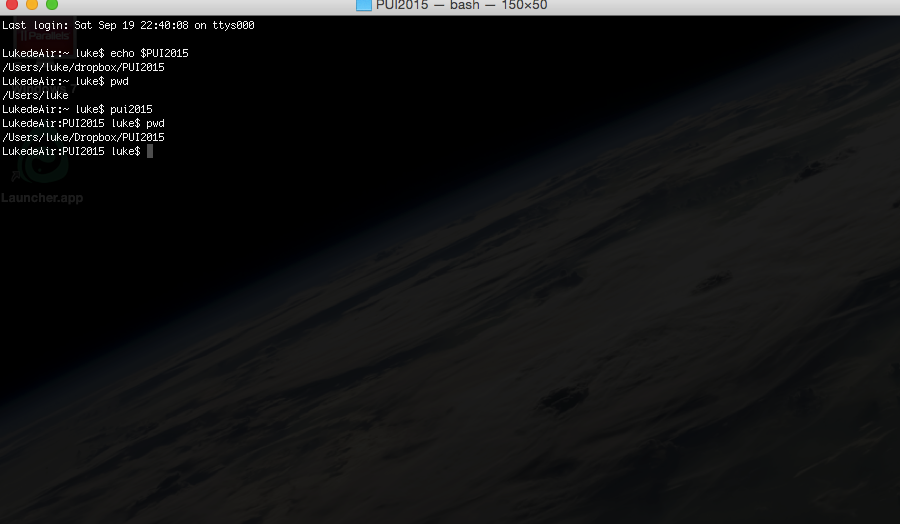 PUI2015 — bash — 150×50
Last login: Sat Sep 19 22:40:08 on ttys000
Parallels
LukedeAir:~ luke$ echo $PUI2015
/Users/luke/dropbox/PUI2015
LukedeAir:~ luke$ pwd
/Users/luke
LukedeAir:~ luke$ pui2015
LukedeAir:PUI2015 luke$ pwd
/Users/luke/Dropbox/PUI2015
LukedeAir:PUI2015 luke$
Launcher.app